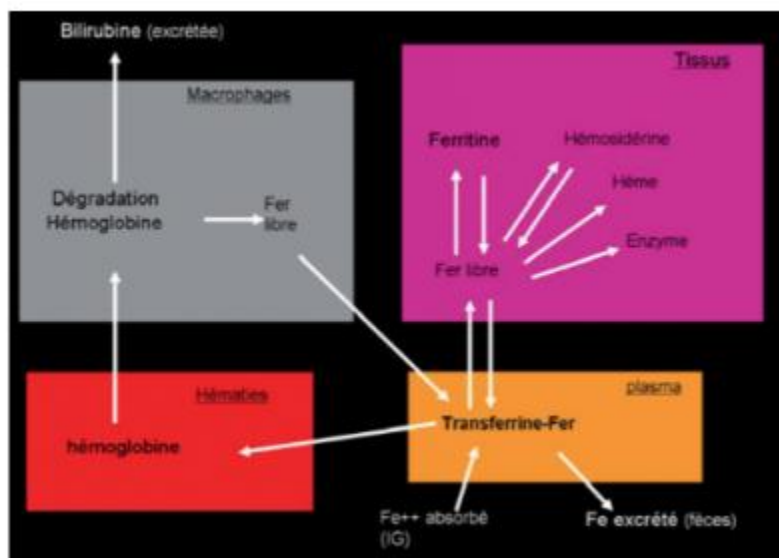 Bilirubine (excrétée)
Macrophages
Dégradation
Hémoglobine
Fer
libre
Tissus
Ferritine
Hémosidérine
Hème
Enzyme
Fer libre
Hématies
hémoglobine
plasma
Transferrine-Fer
Fe++ absorbé
(IG)
Fe excrété (fèces)